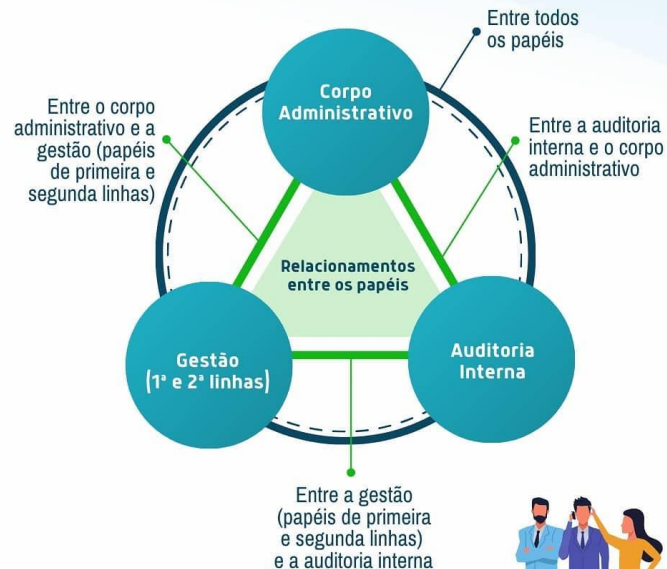 Entre todos
os papéis
Corpo
Administrativo
Entre o corpo
administrativo e a
gestão (papéis
de primeira e
segunda linhas)
Entre a auditoria
interna e o corpo
administrativo
Relacionamentos
entre os papéis
Gestão
(1ª e 2ª linhas)
Auditoria
Interna
Entre a gestão
(papéis de primeira
e segunda linhas)
e a auditoria interna